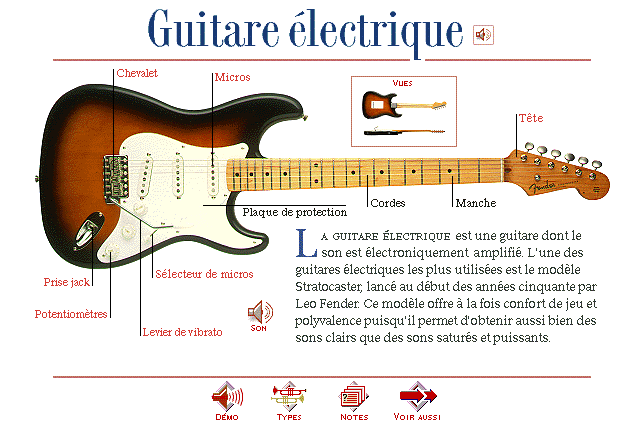 Guitare électrique
Chevalet
Micros
Vues
Tête
Fender
Plaque de protection
Cordes
Manche
Prise jack
Sélecteur de micros
Potentiomètres
Levier de vibrato
Son
La guitare électrique est une guitare dont le
son est électroniquement amplifié. L'une des
guitares électriques les plus utilisées est le modèle
Stratocaster, lancé au début des années cinquante par
Leo Fender. Ce modèle offre à la fois confort de jeu et
polyvalence puisqu'il permet d'obtenir aussi bien des
sons clairs que des sons saturés et puissants.
Démo
Types
Notes
Voir aussi